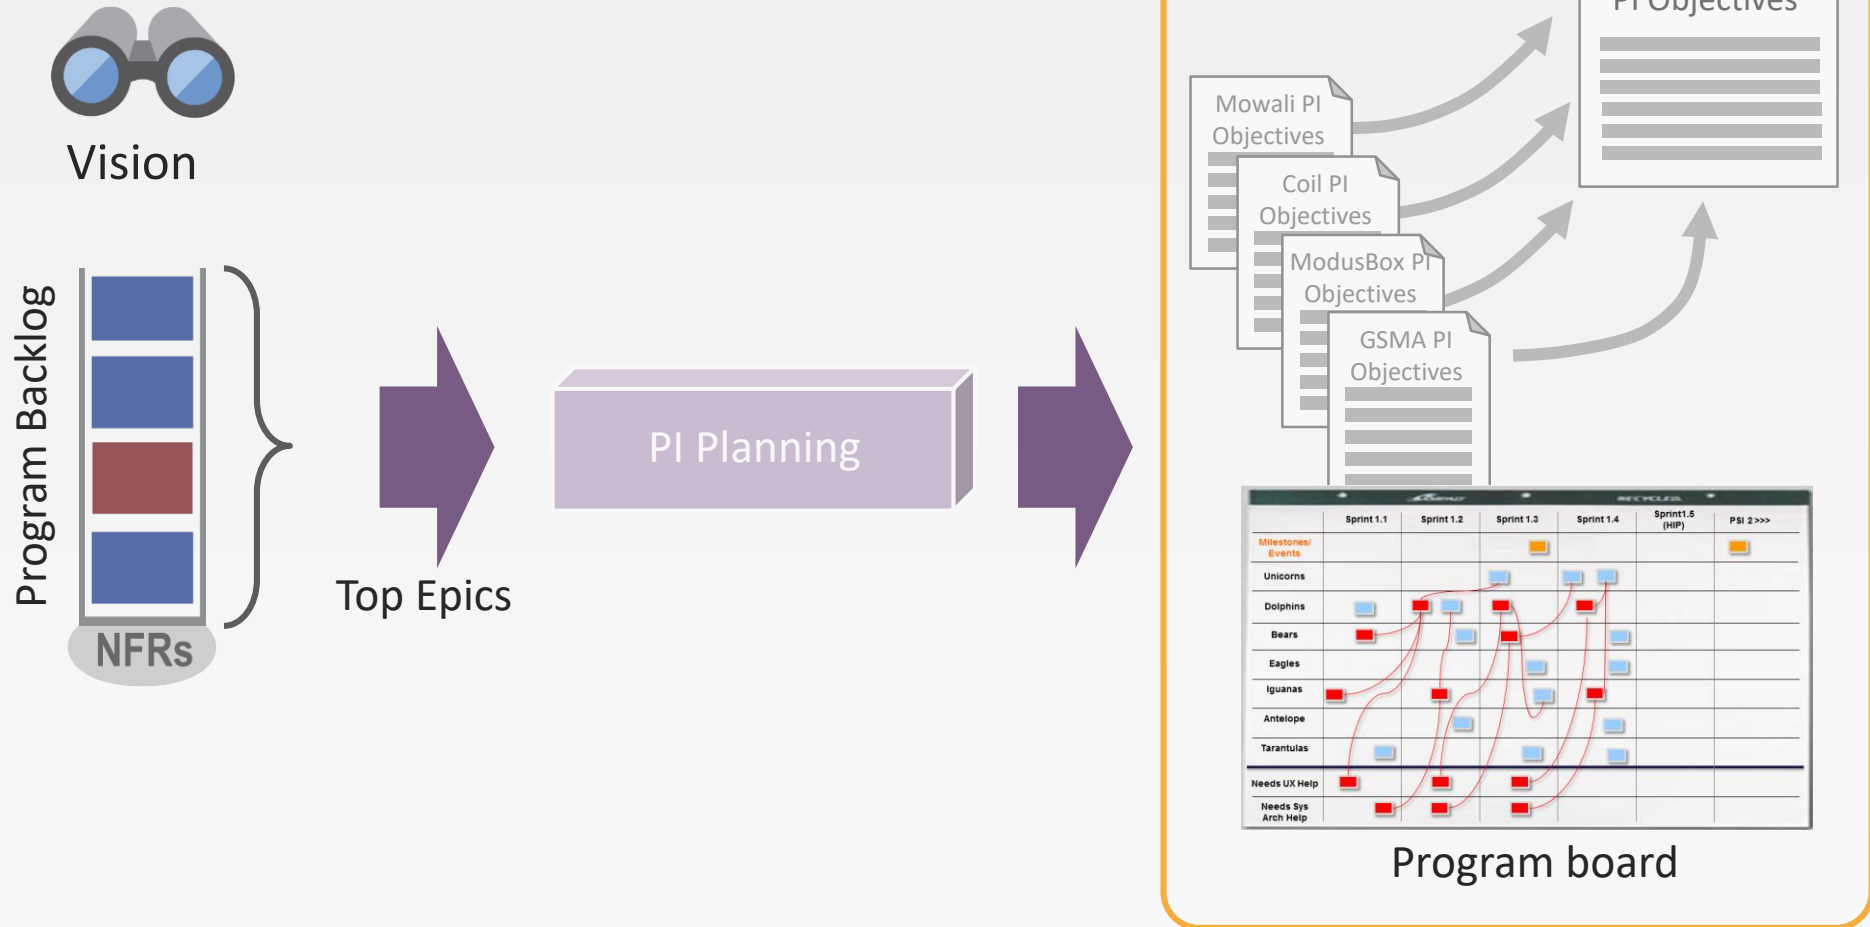 PI Objectives
Vision
Mowali PI
Objectives
Coil PI
Objectives
ModusBox PI
Objectives
GSMA PI
Objectives
Program Backlog
NFRs
Top Epics
PI Planning
RECYCLED
Sprint 1.1
Sprint 1.2
Sprint 1.3
Sprint 1.4
Sprint1.5
(HIP)
PSI 2 >>>
Milestones/
Events
Unicorns
Dolphins
Bears
Eagles
Iguanas
Antelope
Tarantulas
Needs UX Help
Needs Sys
Arch Help
Program board